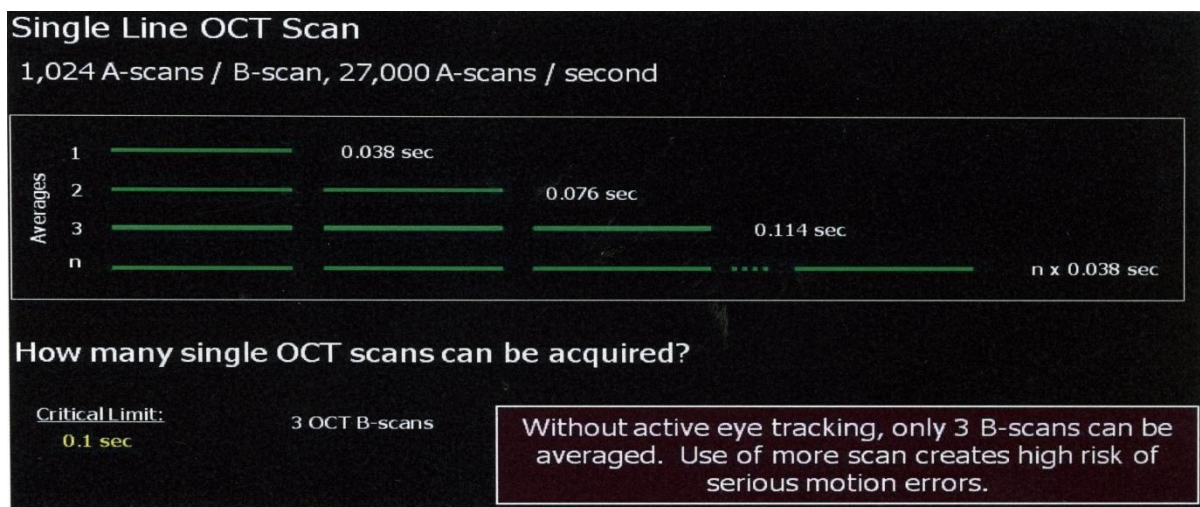 Single Line OCT Scan
1,024 A-scans / B-scan, 27,000 A-scans / second
Averages
1 0.038 sec
2 0.076 sec
3 0.114 sec
n n x 0.038 sec
How many single OCT scans can be acquired?
Critical Limit:
0.1 sec
3 OCT B-scans
Without active eye tracking, only 3 B-scans can be
averaged. Use of more scan creates high risk of
serious motion errors.